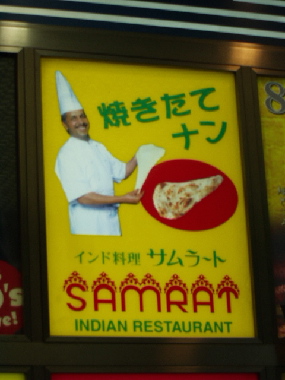 焼きたて
ナン
インド料理 サムラート
SAMRAT
INDIAN RESTAURANT
8